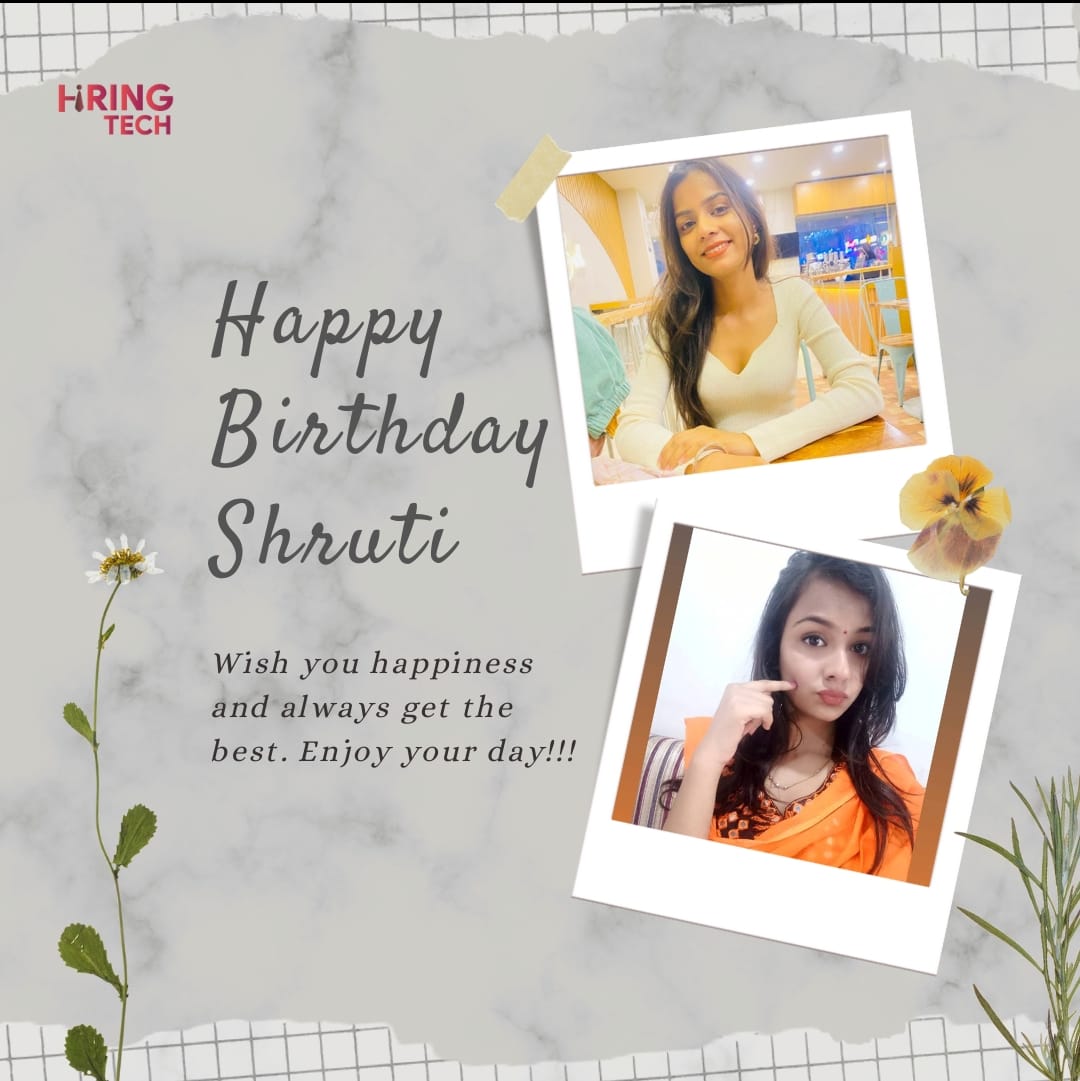 HIRING
TECH
Happy
Birthday
Shruti
Wish you happiness
and always get the
best. Enjoy your day!!!